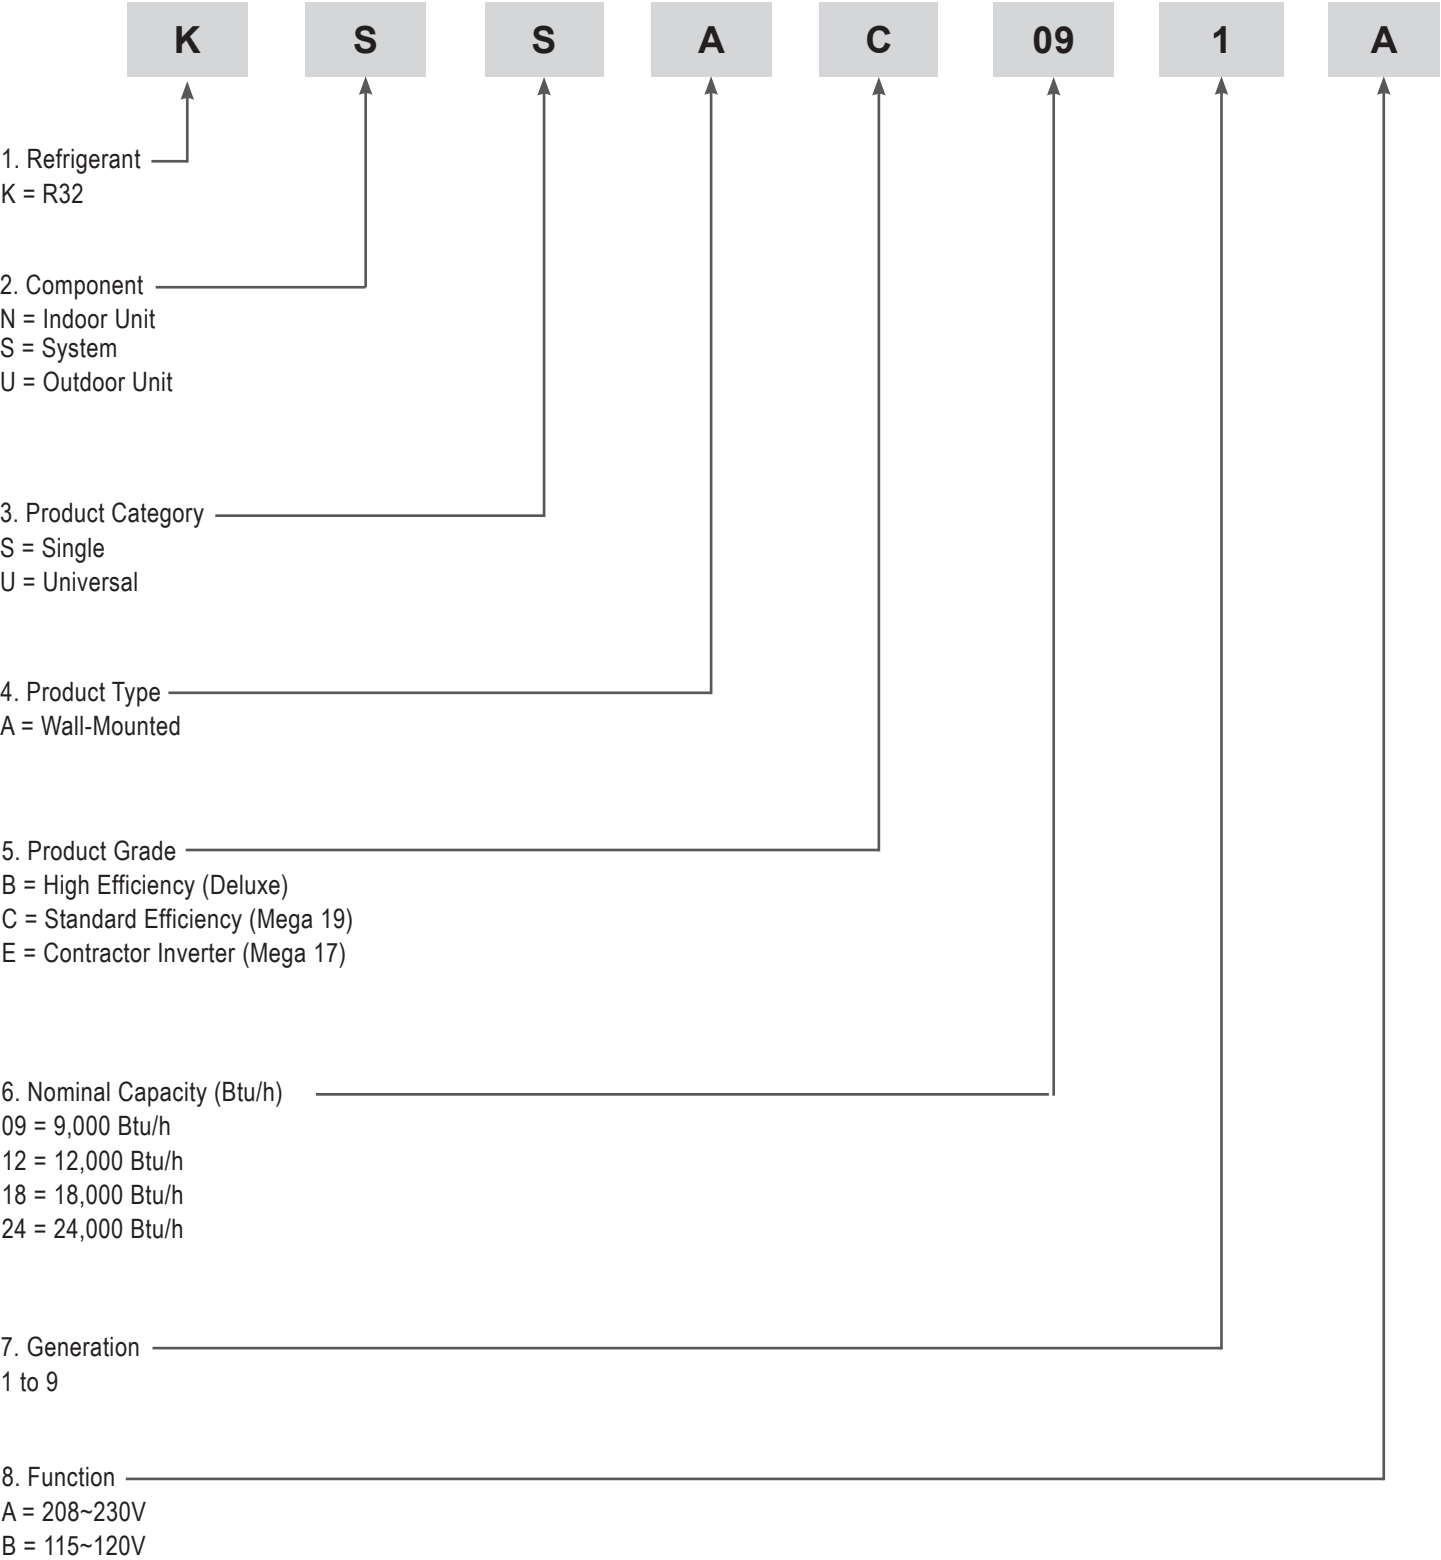 K S S A C 09 1 A
1. Refrigerant
K = R32
2. Component
N = Indoor Unit
S = System
U = Outdoor Unit
3. Product Category
S = Single
U = Universal
4. Product Type
A = Wall-Mounted
5. Product Grade
B = High Efficiency (Deluxe)
C = Standard Efficiency (Mega 19)
E = Contractor Inverter (Mega 17)
6. Nominal Capacity (Btu/h)
09 = 9,000 Btu/h
12 = 12,000 Btu/h
18 = 18,000 Btu/h
24 = 24,000 Btu/h
7. Generation
1 to 9
8. Function
A = 208~230V
B = 115~120V